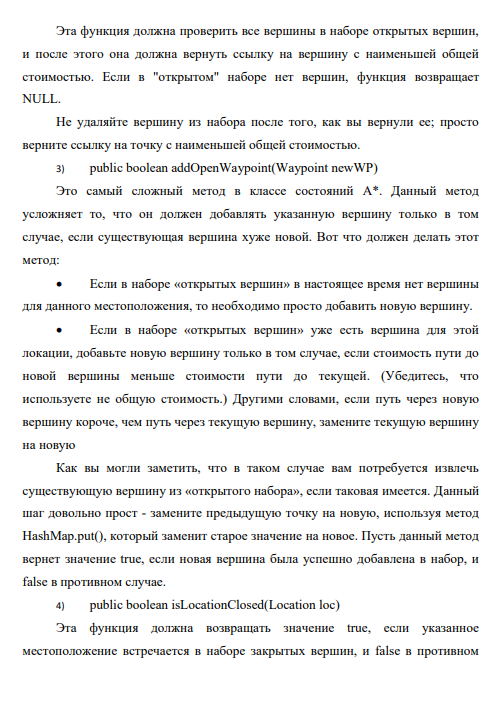 Эта функция должна проверить все вершины в наборе открытых вершин,
и после этого она должна вернуть ссылку на вершину с наименьшей общей
стоимостью. Если в "открытом" наборе нет вершин, функция возвращает
NULL.
Не удаляйте вершину из набора после того, как вы вернули ее; просто
верните ссылку на точку с наименьшей общей стоимостью.
3) public boolean addOpenWaypoint(Waypoint newWP)
Это самый сложный метод в классе состояний А*. Данный метод
усложняет то, что он должен добавлять указанную вершину только в том
случае, если существующая вершина хуже новой. Вот что должен делать этот
метод:
• Если в наборе «открытых вершин» в настоящее время нет вершины
для данного местоположения, то необходимо просто добавить новую вершину.
• Если в наборе «открытых вершин» уже есть вершина для этой
локации, добавьте новую вершину только в том случае, если стоимость пути до
новой вершины меньше стоимости пути до текущей. (Убедитесь, что
используете не общую стоимость.) Другими словами, если путь через новую
вершину короче, чем путь через текущую вершину, замените текущую вершину
на новую
Как вы могли заметить, что в таком случае вам потребуется извлечь
существующую вершину из «открытого набора», если таковая имеется. Данный
шаг довольно прост - замените предыдущую точку на новую, используя метод
HashMap.put(), который заменит старое значение на новое. Пусть данный метод
вернет значение true, если новая вершина была успешно добавлена в набор, и
false в противном случае.
4) public boolean isLocationClosed(Location loc)
Эта функция должна возвращать значение true, если указанное
местоположение встречается в наборе закрытых вершин, и false в противном